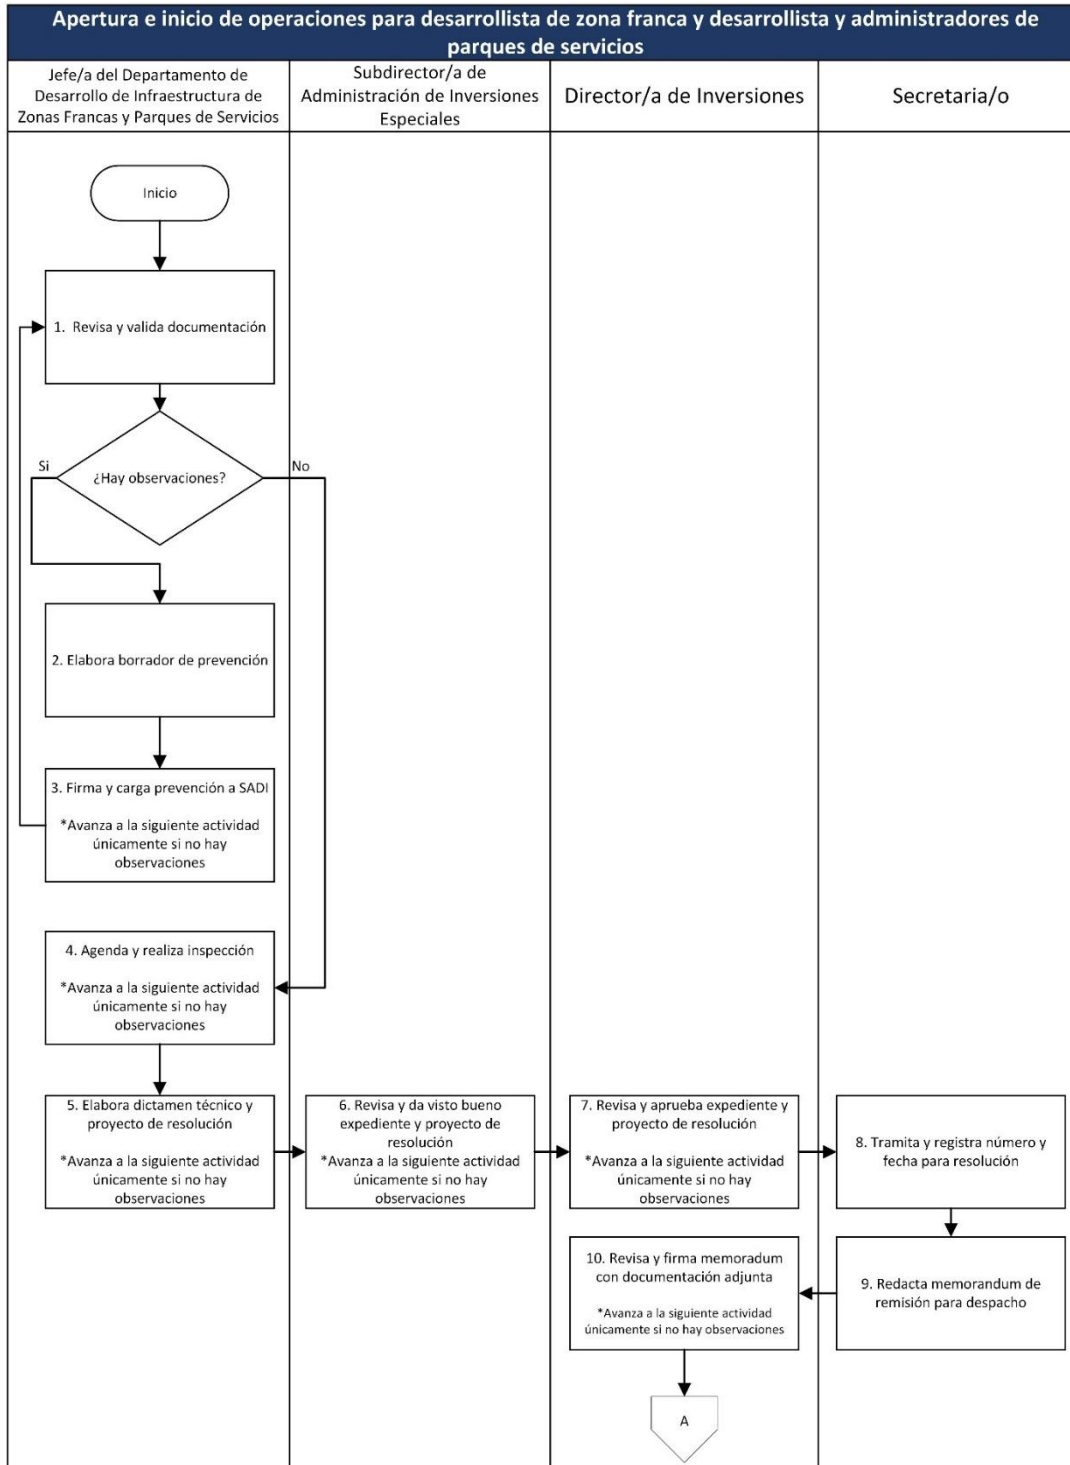 Apertura e inicio de operaciones para desarrollista de zona franca y desarrollista y administradores de
parques de servicios
Jefe/a del Departamento de
Desarrollo de Infraestructura de
Zonas Francas y Parques de Servicios
Subdirector/a de
Administración de Inversiones
Especiales
Director/a de Inversiones
Secretaria/o
Inicio
1. Revisa y valida documentación
Si
¿Hay observaciones?
No
2. Elabora borrador de prevención
3. Firma y carga prevención a SADI
*Avanza a la siguiente actividad
únicamente si no hay
observaciones
4. Agenda y realiza inspección
*Avanza a la siguiente actividad
únicamente si no hay
observaciones
5. Elabora dictamen técnico y
proyecto de resolución
*Avanza a la siguiente actividad
únicamente si no hay
observaciones
6. Revisa y da visto bueno
expediente y proyecto de
resolución
*Avanza a la siguiente actividad
únicamente si no hay
observaciones
7. Revisa y aprueba expediente y
proyecto de resolución
*Avanza a la siguiente actividad
únicamente si no hay
observaciones
8. Tramita y registra número y
fecha para resolución
10. Revisa y firma memoradum
con documentación adjunta
*Avanza a la siguiente actividad
únicamente si no hay observaciones
9. Redacta memorandum de
remisión para despacho
A